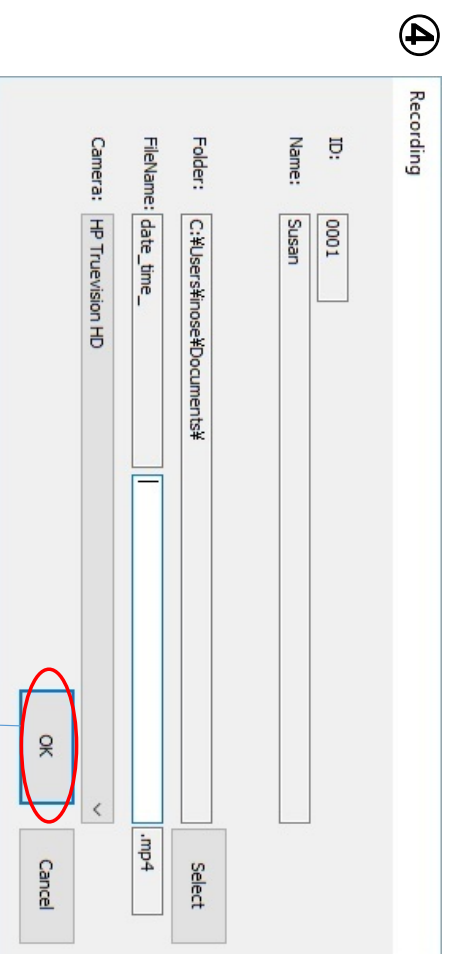 ④
Recording
ID: 0001
Name: Susan
Folder: C:¥Users¥inose¥Documents¥ Select
FileName: date_time_ .mp4
Camera: HP Truevision HD
OK Cancel